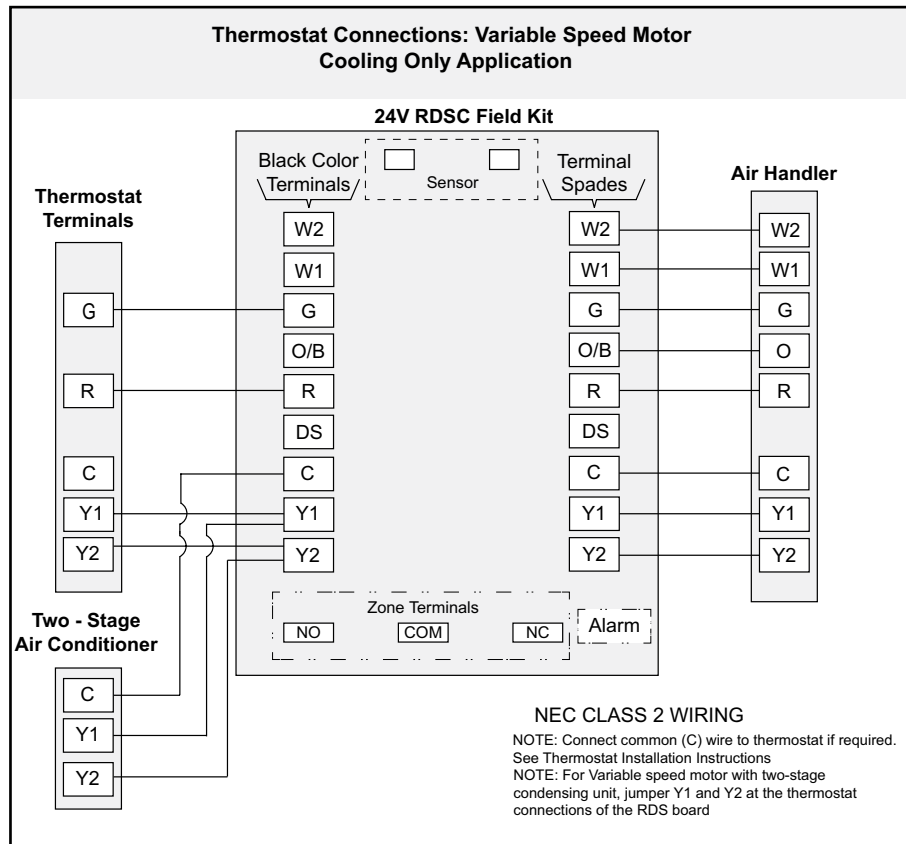 Thermostat Connections: Variable Speed Motor
Cooling Only Application
24V RDSC Field Kit
Black Color
Terminals
Sensor
Terminal
Spades
Air Handler
Thermostat
Terminals
W2
W2
W2
W1
W1
W1
G
G
G
G
O/B
O/B
O
R
R
R
R
DS
DS
C
C
C
C
Y1
Y1
Y1
Y1
Y2
Y2
Y2
Y2
Zone Terminals
NO
COM
NC
Alarm
Two - Stage
Air Conditioner
C
Y1
Y2
NEC CLASS 2 WIRING
NOTE: Connect common (C) wire to thermostat if required.
See Thermostat Installation Instructions
NOTE: For Variable speed motor with two-stage
condensing unit, jumper Y1 and Y2 at the thermostat
connections of the RDS board